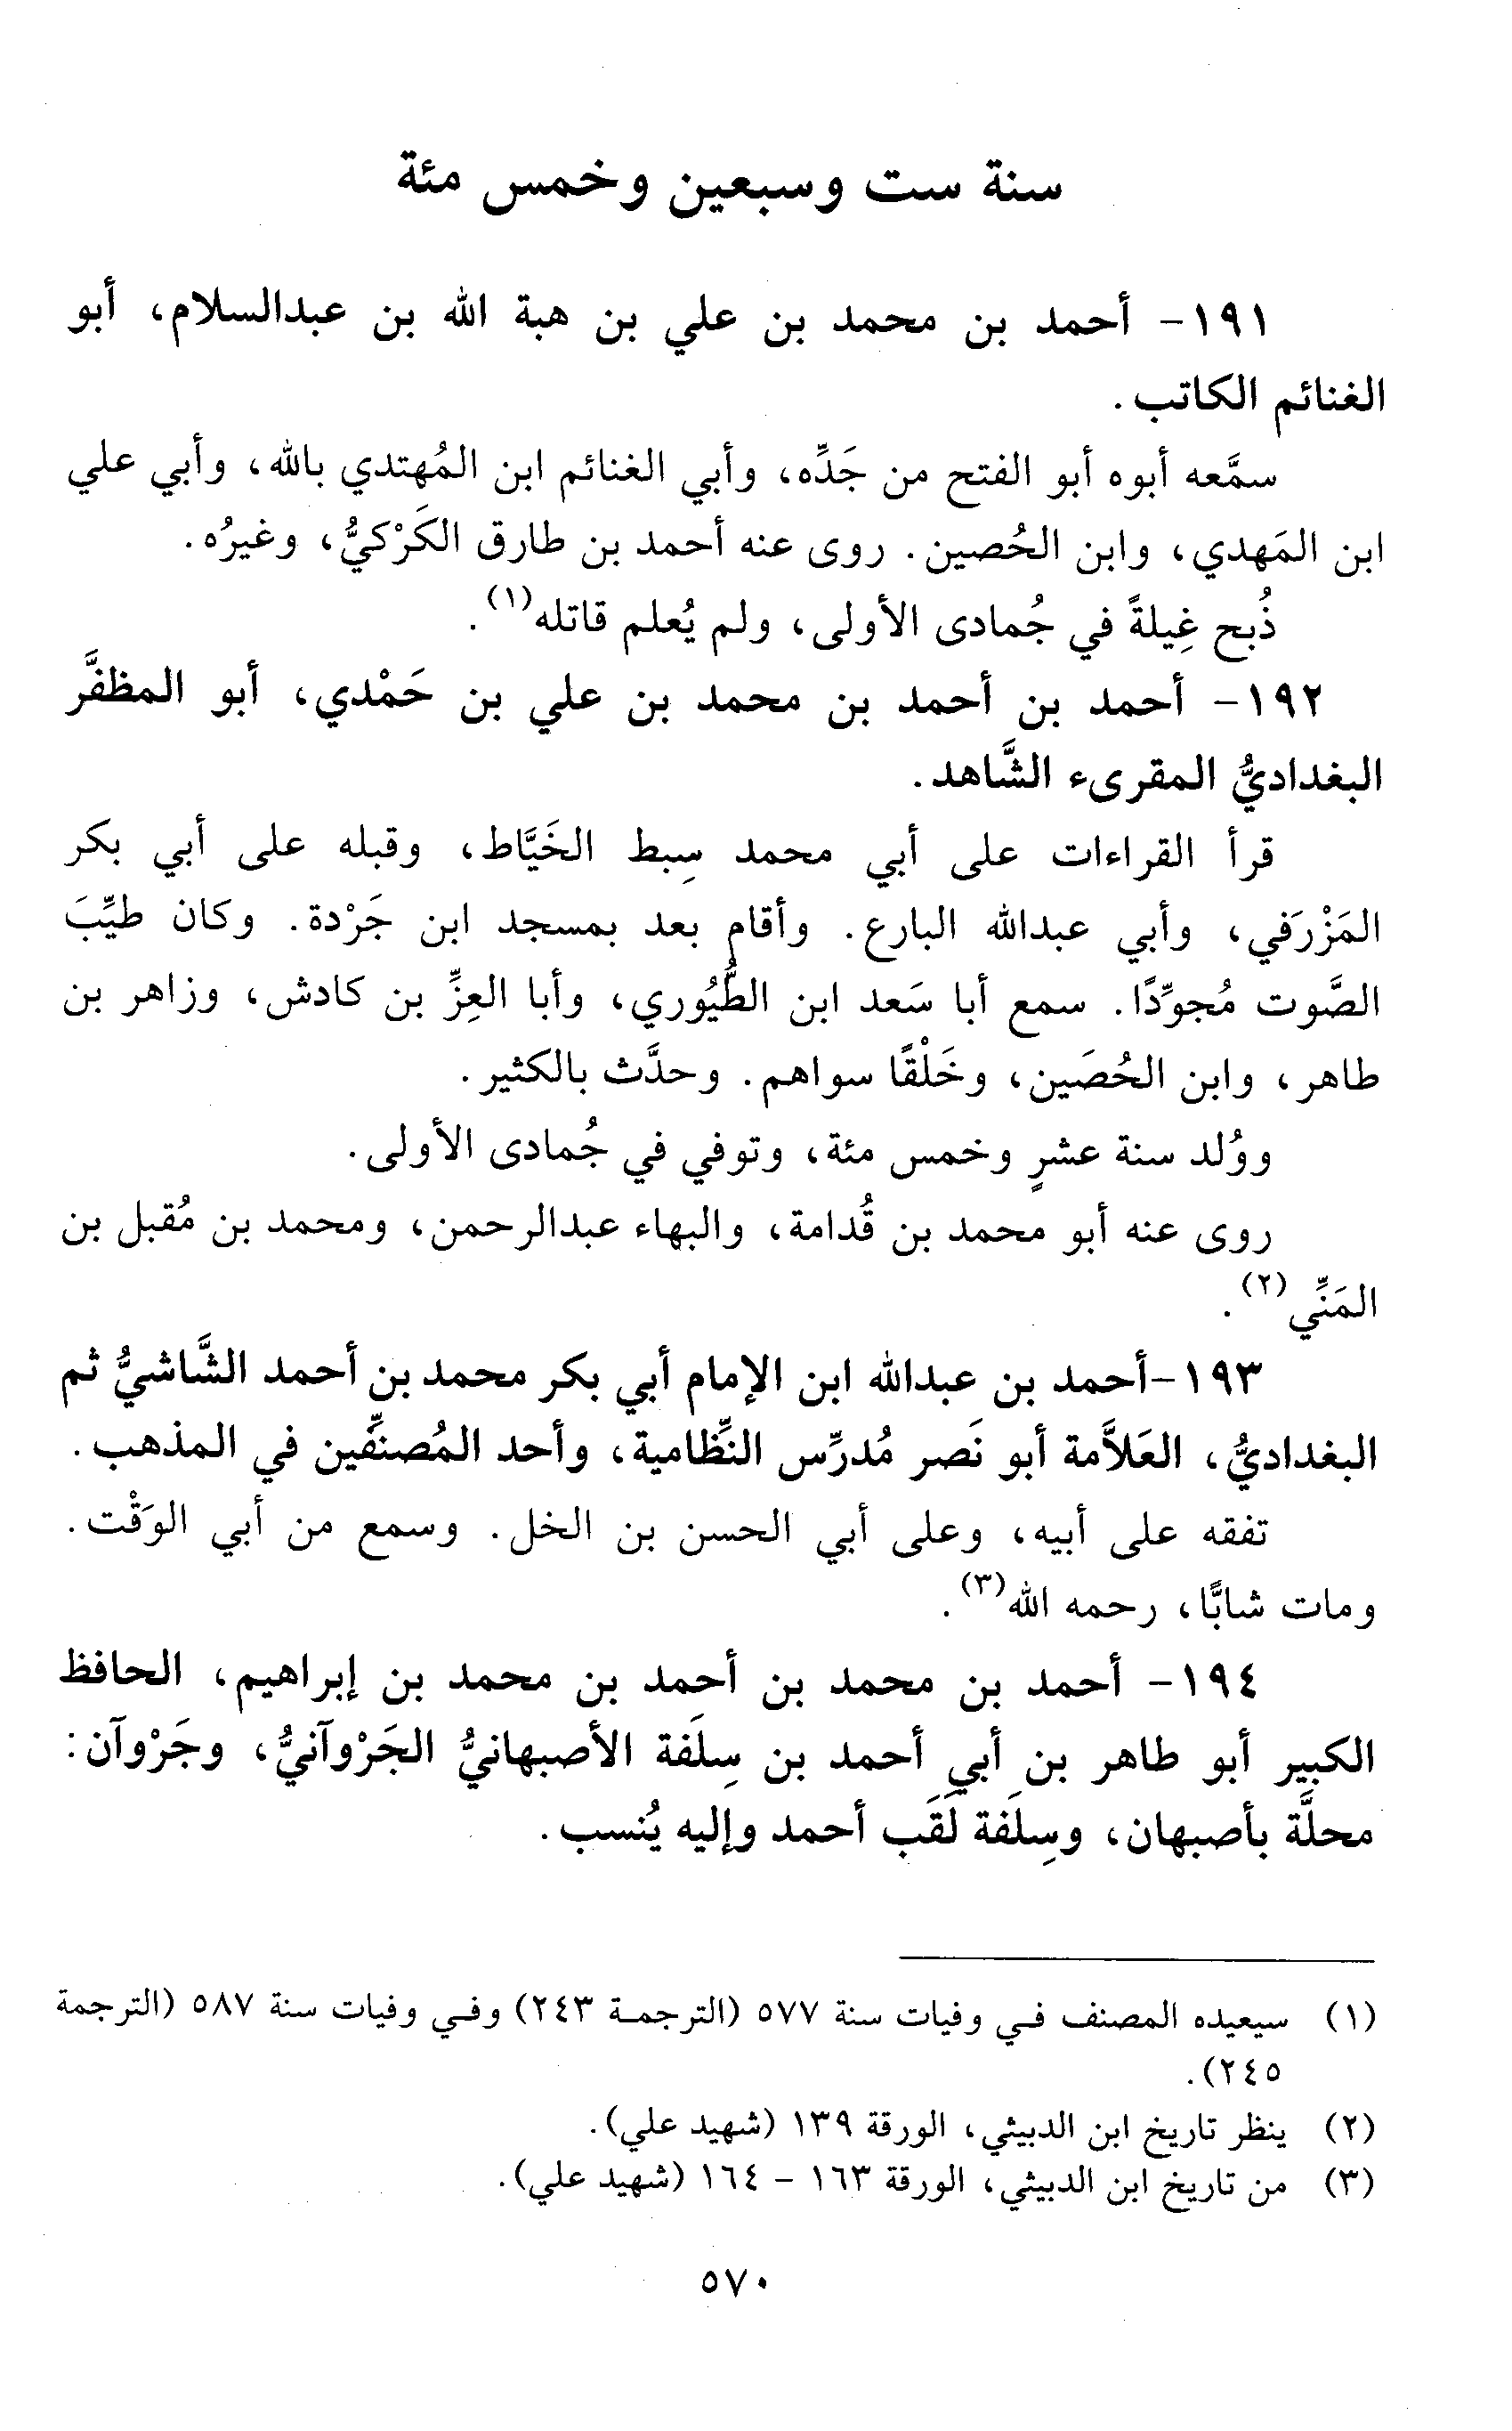 سنة ست وسبعين وخمس مئة
١٩١- أحمد بن محمد بن علي بن هبة الله بن عبدالسلام، أبو
الغنائم الكاتب.
سمَّعه أبوه أبو الفتح من جَدِّه، وأبي الغنائم ابن المُهتدي بالله، وأبي علي
ابن المَهدي، وابن الحُصين. روى عنه أحمد بن طارق الكَرْكيُّ، وغيرُه.
ذُبح غِيلةً في جُمادى الأولى، ولم يُعلم قاتله(١).
١٩٢- أحمد بن أحمد بن محمد بن علي بن حَمْدي، أبو المظفَّر
البغداديُّ المقرىء الشَّاهد.
قرأ القراءات على أبي محمد سِبط الخَيَّاط، وقبله على أبي بكر
المَزْرَفي، وأبي عبدالله البارع. وأقام بعد بمسجد ابن جَرْدة. وكان طيِّبَ
الصَّوت مُجوِّدًا. سمع أبا سَعد ابن الطُّيُوري، وأبا العِزِّ بن كادش، وزاهر بن
طاهر، وابن الحُصَين، وخَلْقًا سواهم. وحدَّث بالكثير.
ووُلد سنة عشرٍ وخمس مئة، وتوفي في جُمادى الأولى.
روى عنه أبو محمد بن قُدامة، والبهاء عبدالرحمن، ومحمد بن مُقبل بن
المَنِّي(٢).
١٩٣-أحمد بن عبدالله ابن الإمام أبي بكر محمد بن أحمد الشَّاشيُّ ثم
البغداديُّ، العَلاَّمة أبو نَصر مُدرِّس النِّظامية، وأحد المُصنِّفين في المذهب.
تفقه على أبيه، وعلى أبي الحسن بن الخل. وسمع من أبي الوَقْت.
ومات شابًّا، رحمه الله(٣).
١٩٤- أحمد بن محمد بن أحمد بن محمد بن إبراهيم، الحافظ
الكبير أبو طاهر بن أبي أحمد بن سِلَفة الأصبهانيُّ الجَرْوآنيُّ، وجَرْوآن:
محلَّة بأصبهان، وسِلَفة لَقَب أحمد وإليه يُنسب.
(١) سيعيده المصنف في وفيات سنة ٥٧٧ (الترجمة ٢٤٣) وفي وفيات سنة ٥٨٧ (الترجمة
٢٤٥).
(٢) ينظر تاريخ ابن الدبيثي، الورقة ١٣٩ (شهيد علي).
(٣) من تاريخ ابن الدبيثي، الورقة ١٦٣ - ١٦٤ (شهيد علي).
٥٧٠